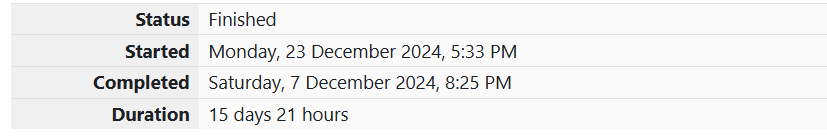 Status Finished
Started Monday, 23 December 2024, 5:33 PM
Completed Saturday, 7 December 2024, 8:25 PM
Duration 15 days 21 hours